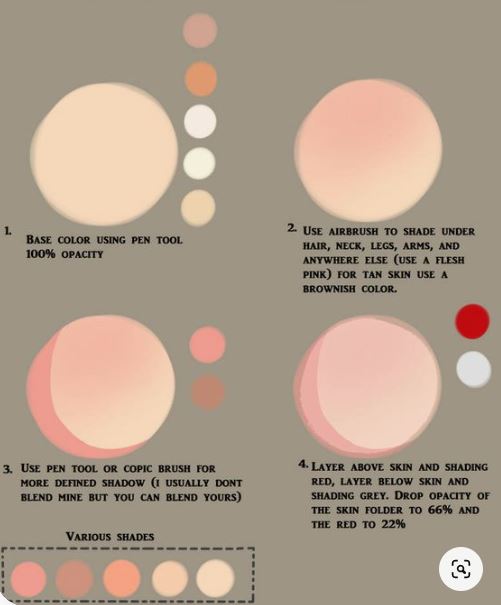 1.
BASE COLOR USING PEN TOOL
100% OPACITY
2. USE AIRBRUSH TO SHADE UNDER
HAIR, NECK, LEGS, ARMS, AND
ANYWHERE ELSE (USE A FLESH
PINK) FOR TAN SKIN USE A
BROWNISH COLOR.
3. USE PEN TOOL OR COPIC BRUSH FOR
MORE DEFINED SHADOW (I USUALLY DONT
BLEND MINE BUT YOU CAN BLEND YOURS)
4. LAYER ABOVE SKIN AND SHADING
RED, LAYER BELOW SKIN AND
SHADING GREY. DROP OPACITY OF
THE SKIN FOLDER TO 66% AND
THE RED TO 22%
VARIOUS SHADES